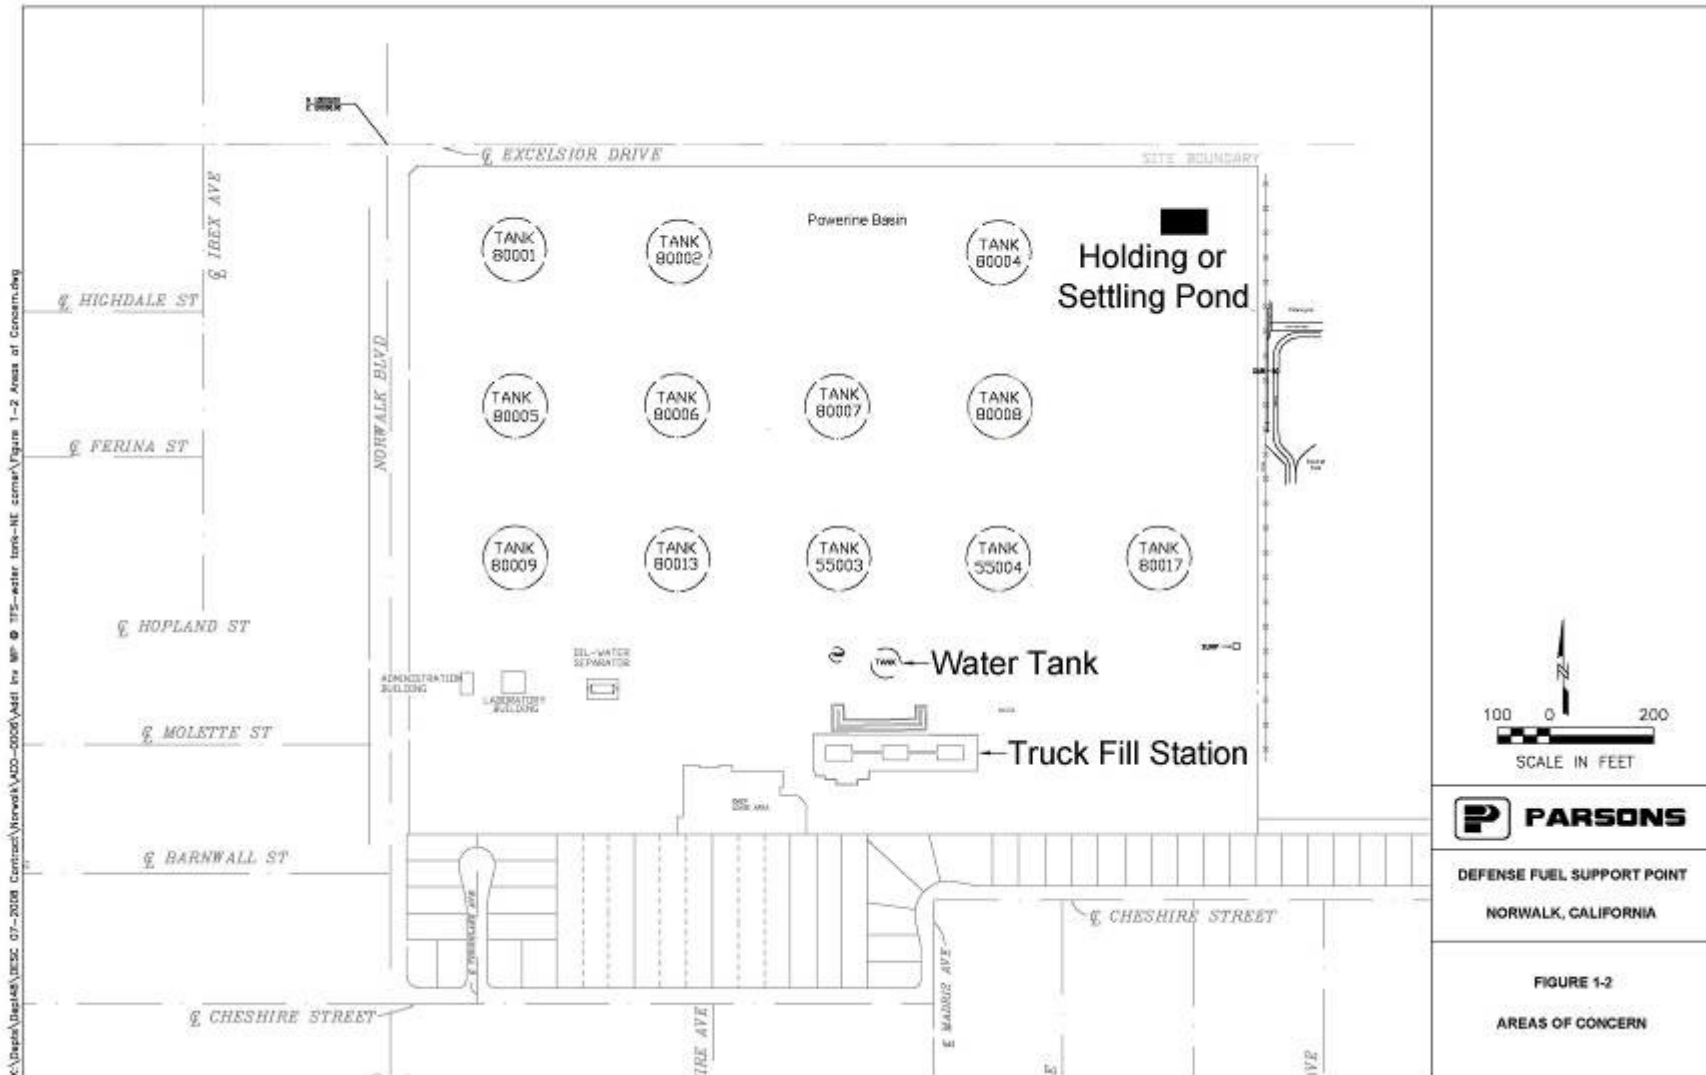 ℄ EXCELSIOR DRIVE
SITE BOUNDARY
℄ IBEX AVE
NORWALK BLVD
℄ HIGHDALE ST
℄ FERINA ST
℄ HOPLAND ST
℄ MOLETTE ST
℄ BARNWALL ST
℄ CHESHIRE STREET
TANK
80001
TANK
80002
Powerine Basin
TANK
80004
Holding or
Settling Pond
TANK
80005
TANK
80006
TANK
80007
TANK
80008
TANK
80009
TANK
80013
TANK
55003
TANK
55004
TANK
80017
ADMINISTRATION
BUILDING
LABORATORY
BUILDING
OIL-WATER
SEPARATOR
TANK
Water Tank
Truck Fill Station
℄ CHESHIRE STREET
IRE AVE
AVE
100 0 200
SCALE IN FEET
PARSONS
DEFENSE FUEL SUPPORT POINT
NORWALK, CALIFORNIA
FIGURE 1-2
AREAS OF CONCERN